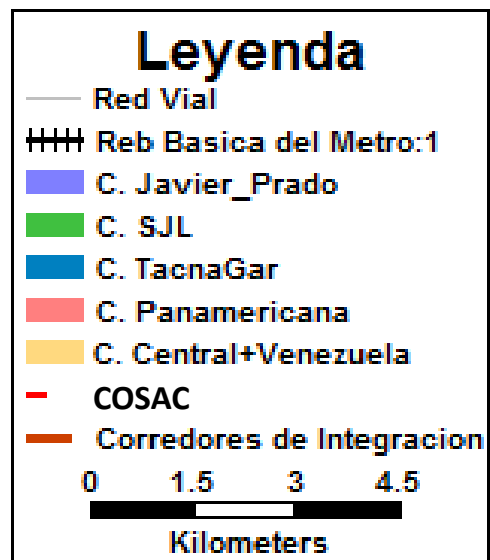 Leyenda
Red Vial
Reb Basica del Metro:1
C. Javier_Prado
C. SJL
C. TacnaGar
C. Panamericana
C. Central+Venezuela
COSAC
Corredores de Integracion
0 1.5 3 4.5
Kilometers